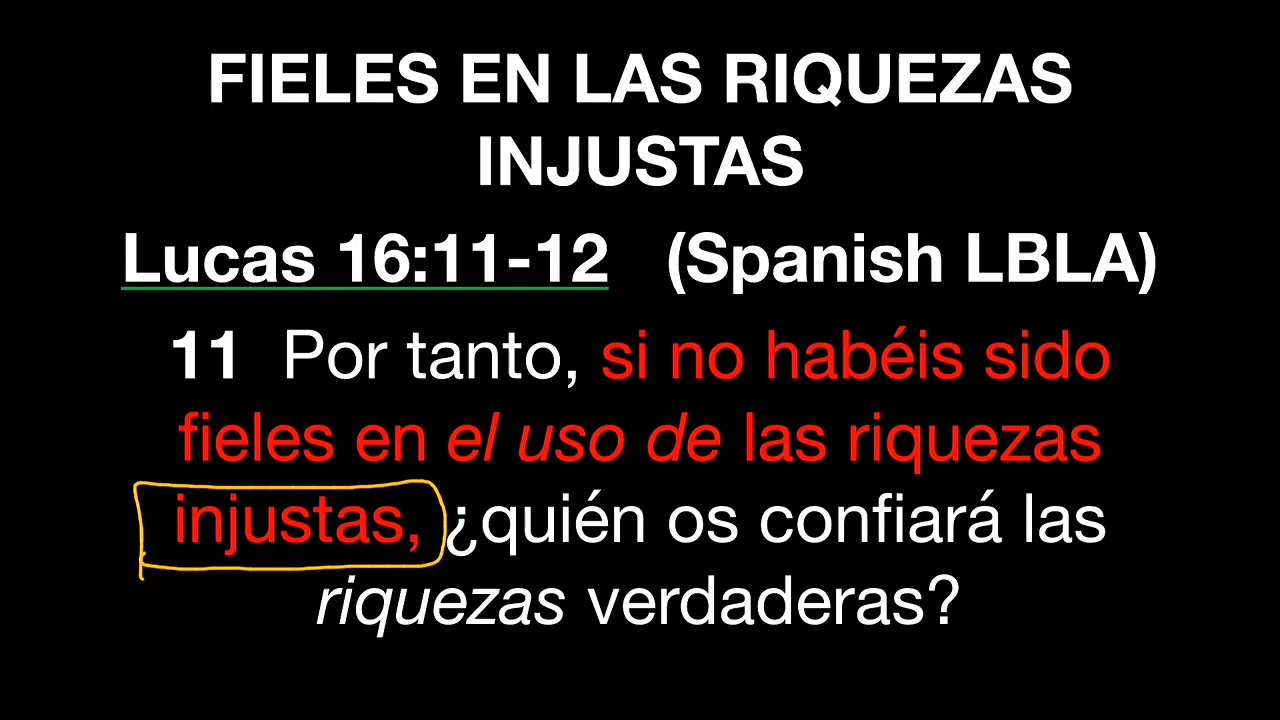 FIELES EN LAS RIQUEZAS
INJUSTAS
Lucas 16:11-12 (Spanish LBLA)
11 Por tanto, si no habéis sido
fieles en el uso de las riquezas
injustas, ¿quién os confiará las
riquezas verdaderas?